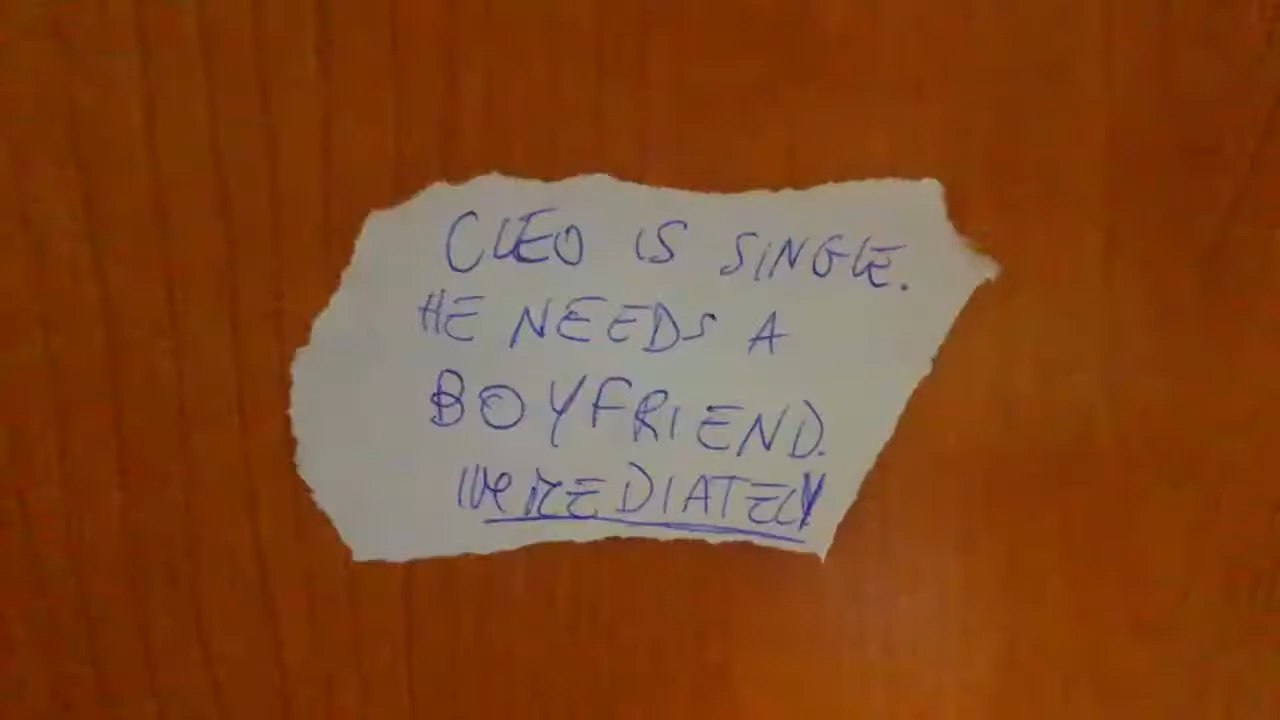 CLEO IS SINGLE.
HE NEEDS A
BOYFRIEND.
IMMEDIATELY